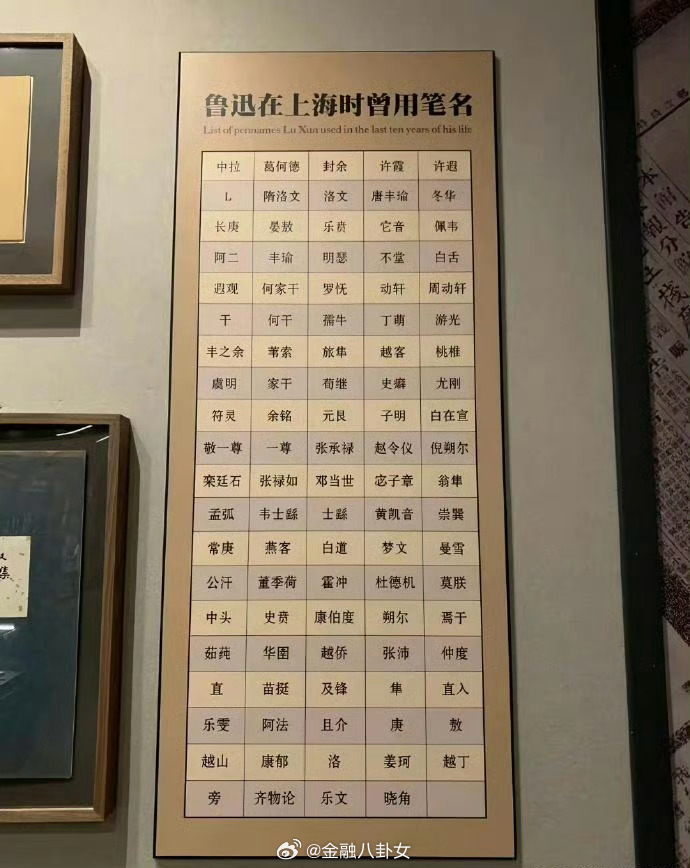 鲁迅在上海时曾用笔名
List of pennames Lu Xun used in the last ten years of his life
中拉 葛何德 封余 许霞 许遐
L 隋洛文 洛文 唐丰瑜 冬华
长庚 晏敖 乐贲 它音 佩韦
阿二 丰瑜 明瑟 不堂 白舌
遐观 何家干 罗怃 动轩 周动轩
干 何干 孺牛 丁萌 游光
丰之余 苇索 旅隼 越客 桃椎
虞明 家干 荀继 史癖 尤刚
符灵 余铭 元艮 子明 白在宣
敬一尊 一尊 张承禄 赵令仪 倪朔尔
栾廷石 张禄如 邓当世 宓子章 翁隼
孟弧 韦士繇 士繇 黄凯音 崇巽
常庚 燕客 白道 梦文 曼雪
公汗 董季荷 霍冲 杜德机 莫朕
中头 史贲 康伯度 朔尔 焉于
茹莼 华圉 越侨 张沛 仲度
直 苗挺 及锋 隼 直入
乐雯 阿法 且介 庚 敖
越山 康郁 洛 姜珂 越丁
旁 齐物论 乐文 晓角
集
本館告
報分
生棧
@金融八卦女